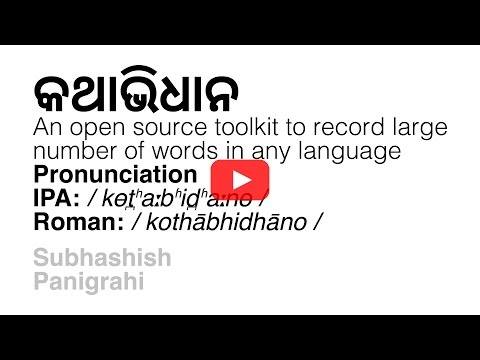 କଥାଭିଧାନ
An open source toolkit to record large
number of words in any language
Pronunciation
IPA: / kɵt̪ʰaːbʰid̪ʰaːno /
Roman: / kothābhidhāno /
Subhashish
Panigrahi